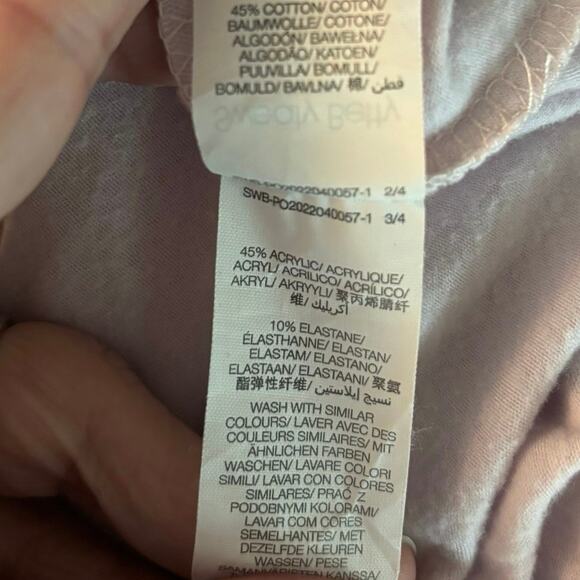 45% COTTON/ COTON/
BAUMWOLLE/ COTONE/
ALGODÓN/ BAWEŁNA/
ALGODÃO/ KATOEN/
PUUVILLA/ BOMULL/
BOMULD/ BAVLNA/ 棉/ قطن
Sweaty Betty
SWB-PO2022040057-1 2/4
SWB-PO2022040057-1 3/4
45% ACRYLIC/ ACRYLIQUE/
ACRYL/ ACRILICO/ ACRÍLICO/
AKRYL/ AKRYYLI/ 聚丙烯腈纤
维/ أكريليك
10% ELASTANE/
ÉLASTHANNE/ ELASTAN/
ELASTAM/ ELASTANO/
ELASTAAN/ ELASTAANI/ 聚氨
酯弹性纤维/ نسيج إيلاستين
WASH WITH SIMILAR
COLOURS/ LAVER AVEC DES
COULEURS SIMILAIRES/ MIT
ÄHNLICHEN FARBEN
WASCHEN/ LAVARE COLORI
SIMILI/ LAVAR CON COLORES
SIMILARES/ PRAĆ Z
PODOBNYMI KOLORAMI/
LAVAR COM CORES
SEMELHANTES/ MET
DEZELFDE KLEUREN
WASSEN/ PESE
SAMANVÄRISTEN KANSSA/